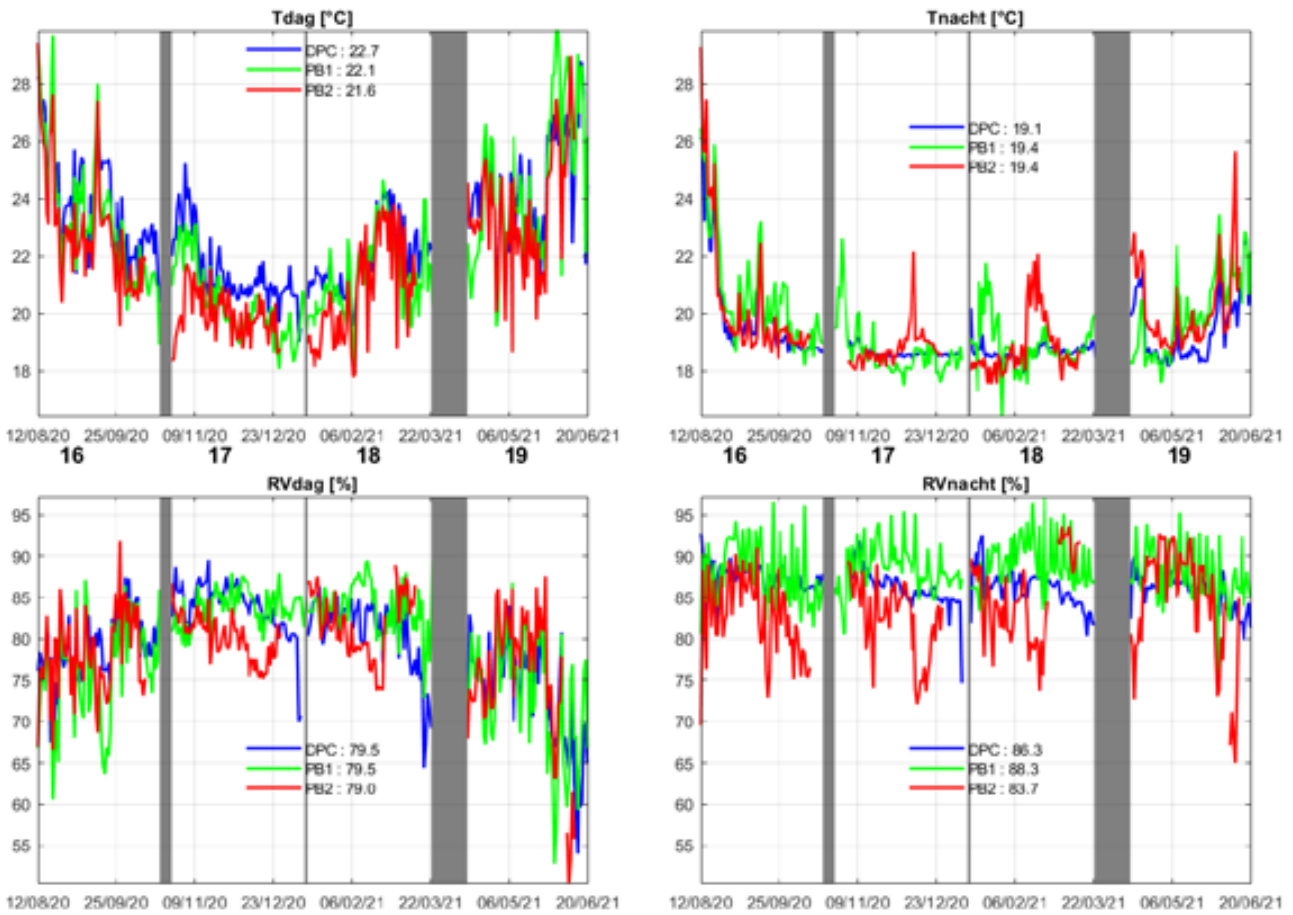 Tdag [°C]
28
26
24
22
20
18
DPC : 22.7
PB1 : 22.1
PB2 : 21.6
12/08/20 25/09/20 09/11/20 23/12/20 06/02/21 22/03/21 06/05/21 20/06/21
16 17 18 19
Tnacht [°C]
28
26
24
22
20
18
DPC : 19.1
PB1 : 19.4
PB2 : 19.4
12/08/20 25/09/20 09/11/20 23/12/20 06/02/21 22/03/21 06/05/21 20/06/21
16 17 18 19
RVdag [%]
95
90
85
80
75
70
65
60
55
DPC : 79.5
PB1 : 79.5
PB2 : 79.0
12/08/20 25/09/20 09/11/20 23/12/20 06/02/21 22/03/21 06/05/21 20/06/21
RVnacht [%]
95
90
85
80
75
70
65
60
55
DPC : 86.3
PB1 : 88.3
PB2 : 83.7
12/08/20 25/09/20 09/11/20 23/12/20 06/02/21 22/03/21 06/05/21 20/06/21